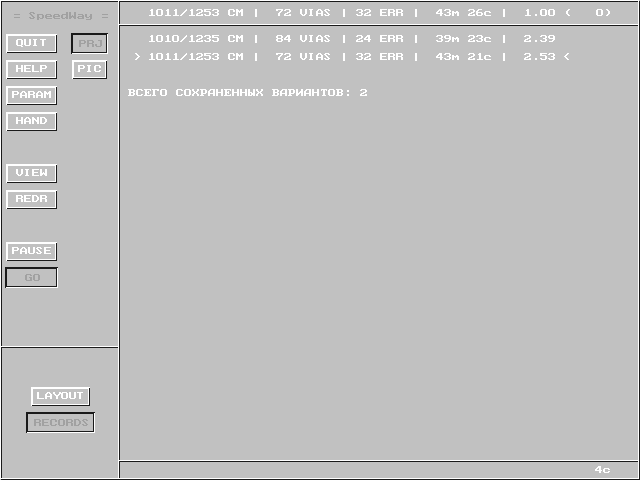 = SpeedWay =
QUIT PRJ
HELP PIC
PARAM
HAND
VIEW
REDR
PAUSE
GO
LAYOUT
RECORDS
1011/1253 CM | 72 VIAS | 32 ERR | 43м 26с | 1.00 ( 0)
1010/1235 CM | 84 VIAS | 24 ERR | 39м 23с | 2.39
> 1011/1253 CM | 72 VIAS | 32 ERR | 43м 21с | 2.53 <
ВСЕГО СОХРАНЕННЫХ ВАРИАНТОВ: 2
4с